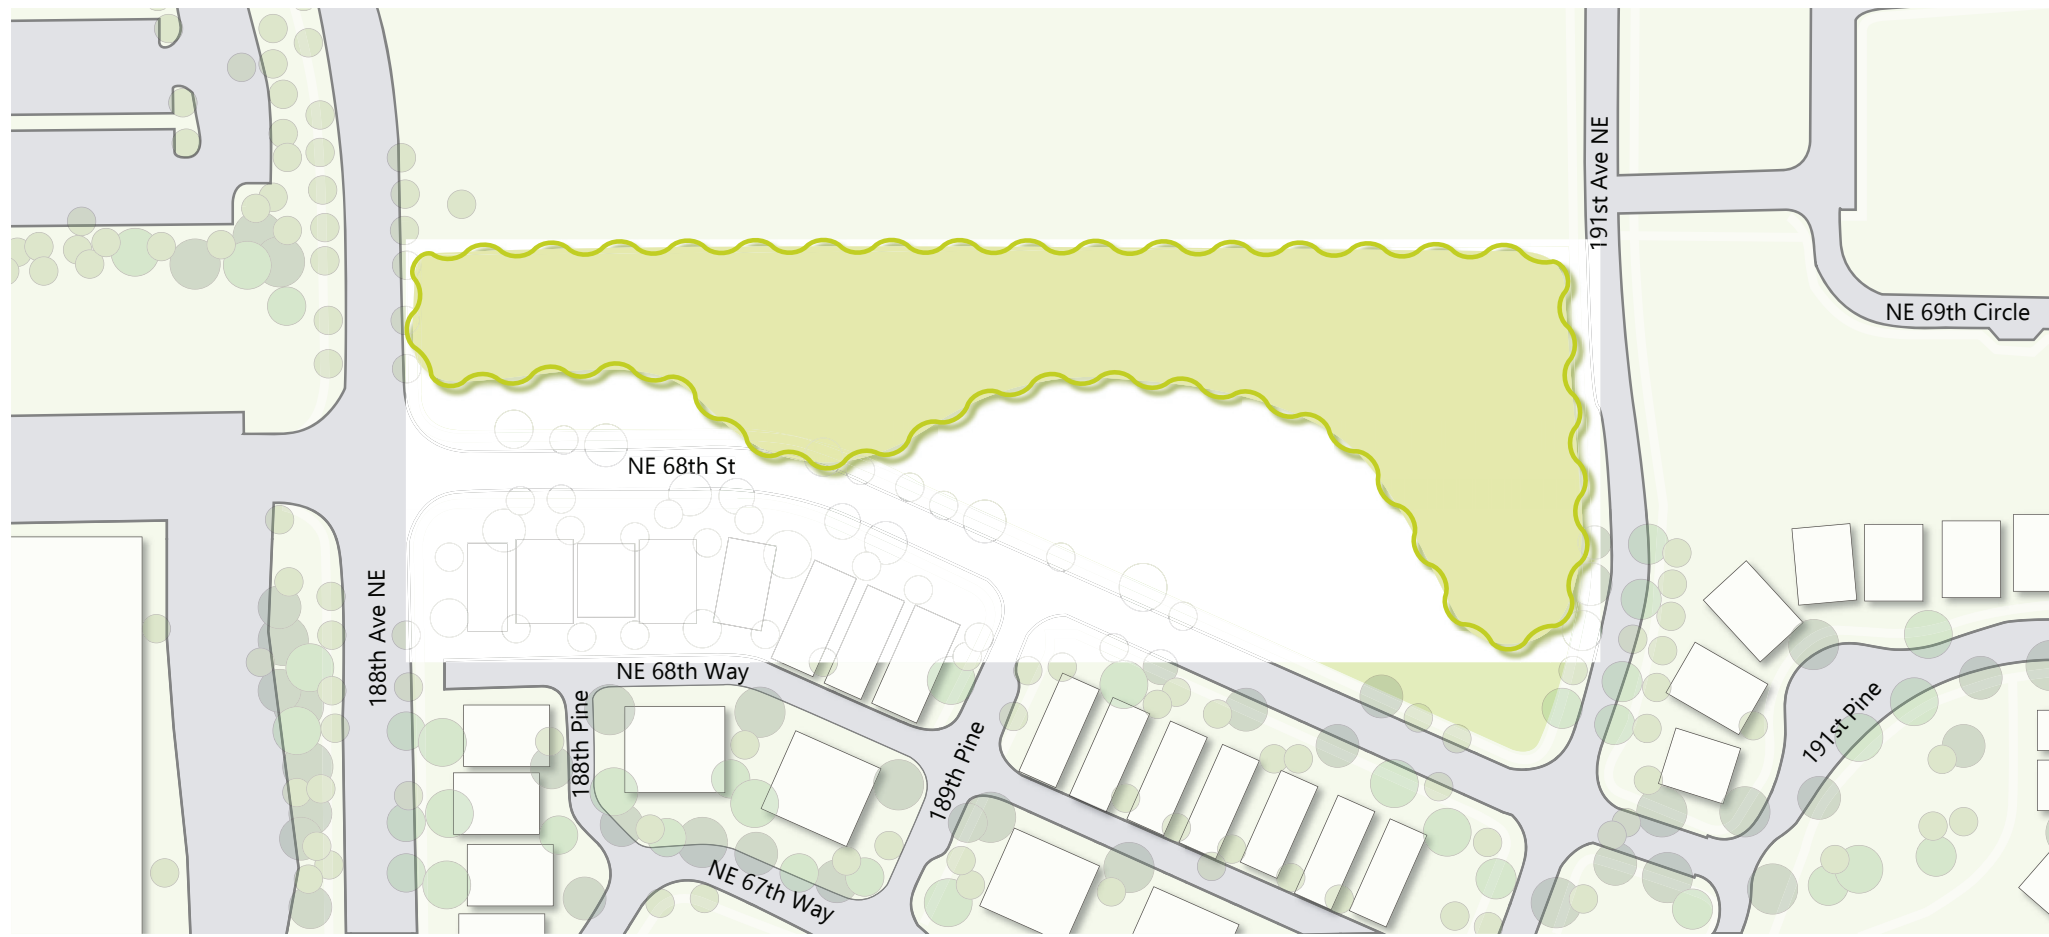 191st Ave NE
NE 69th Circle
NE 68th St
188th Ave NE
NE 68th Way
188th Pine
189th Pine
191st Pine
NE 67th Way